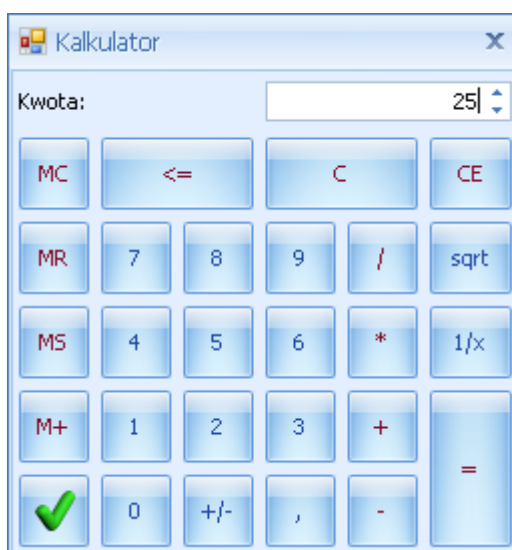 Kalkulator x
Kwota: 25
MC <= C CE
MR 7 8 9 / sqrt
MS 4 5 6 * 1/x
M+ 1 2 3 + =
0 +/- , -